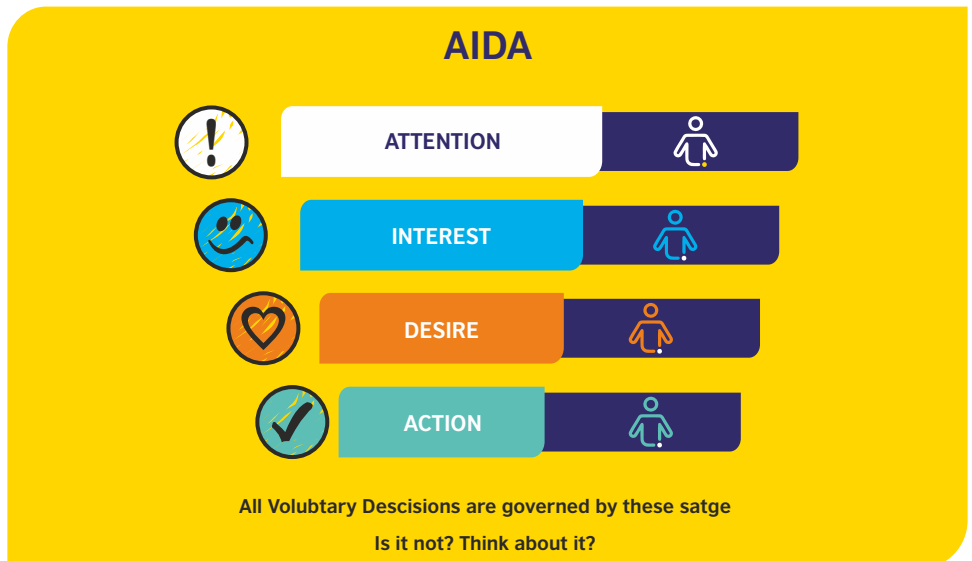 AIDA
ATTENTION
INTEREST
DESIRE
ACTION
All Volubtary Descisions are governed by these satge
Is it not? Think about it?